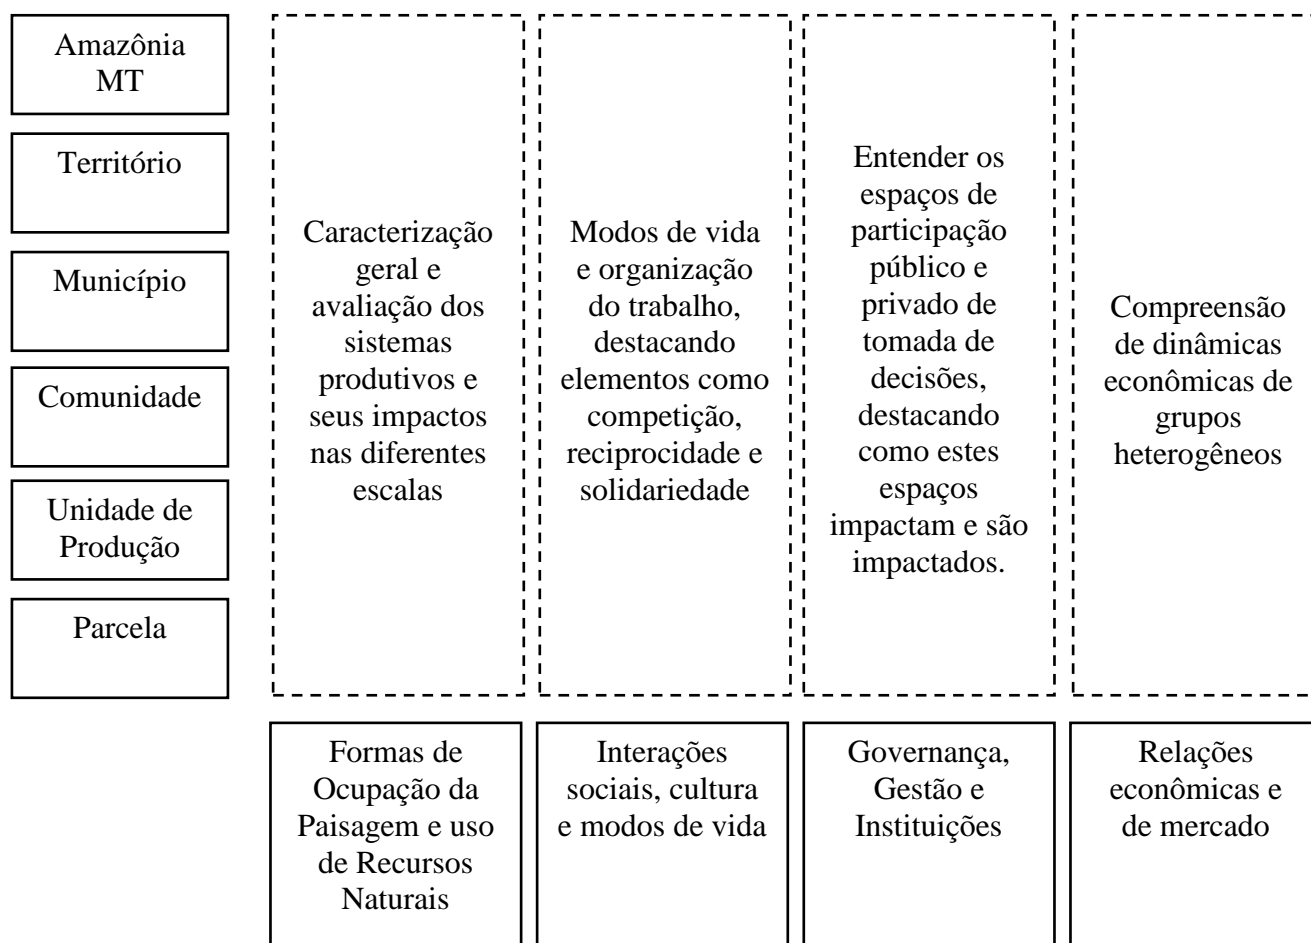 Amazônia
MT
Território
Município
Comunidade
Unidade de
Produção
Parcela
Caracterização
geral e
avaliação dos
sistemas
produtivos e
seus impactos
nas diferentes
escalas
Modos de vida
e organização
do trabalho,
destacando
elementos como
competição,
reciprocidade e
solidariedade
Entender os
espaços de
participação
público e
privado de
tomada de
decisões,
destacando
como estes
espaços
impactam e são
impactados.
Compreensão
de dinâmicas
econômicas de
grupos
heterogêneos
Formas de
Ocupação da
Paisagem e uso
de Recursos
Naturais
Interações
sociais, cultura
e modos de vida
Governança,
Gestão e
Instituições
Relações
econômicas e
de mercado